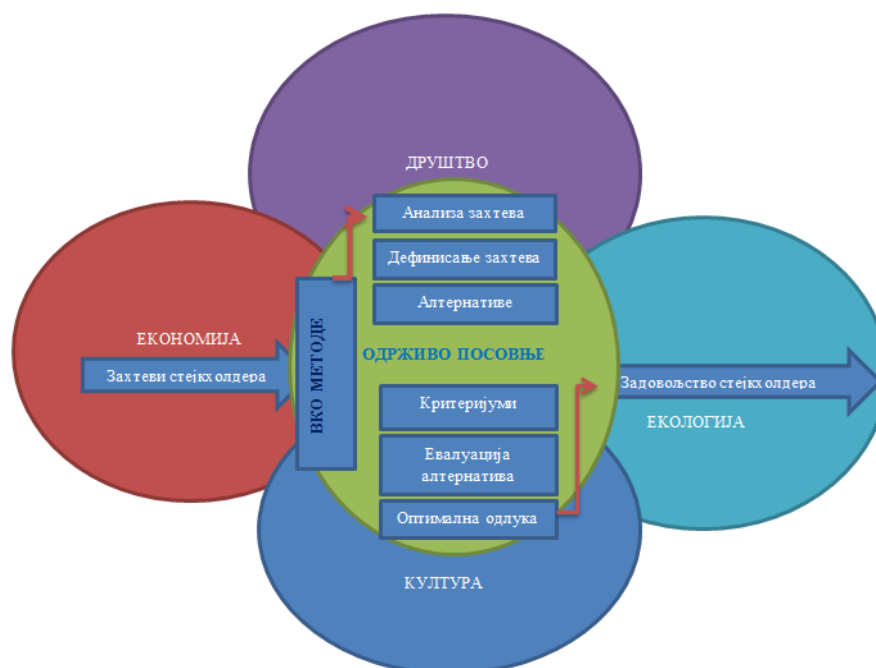 ДРУШТВО
Анализа захтева
Дефинисање захтева
Алтернативе
ЕКОНОМИЈА
Захтеви стејкхолдера
ВКО МЕТОДЕ
ОДРЖИВО ПОСОВЊЕ
Задовољство стејкхолдера
ЕКОЛОГИЈА
Критеријуми
Евалуација
алтернатива
Оптимална одлука
КУЛТУРА